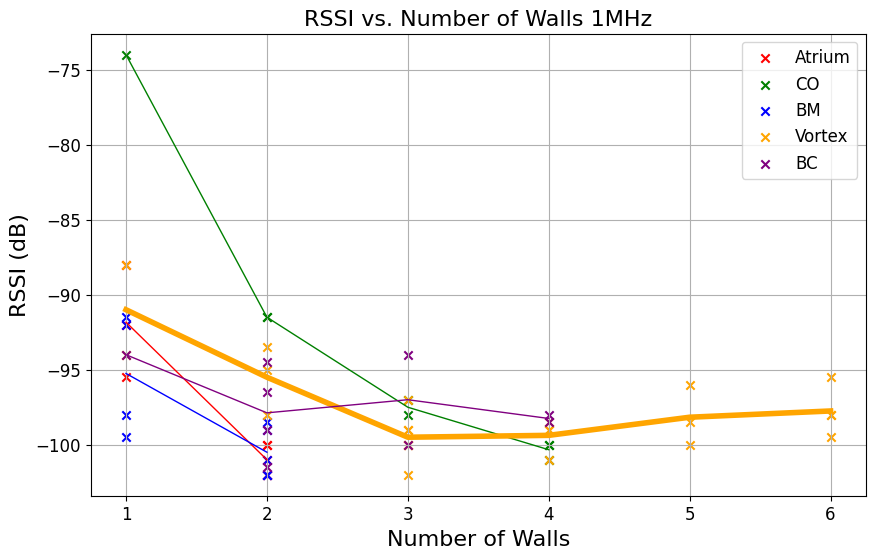 RSSI vs. Number of Walls 1MHz
RSSI (dB)
−75
−80
−85
−90
−95
−100
Atrium
CO
BM
Vortex
BC
1 2 3 4 5 6
Number of Walls